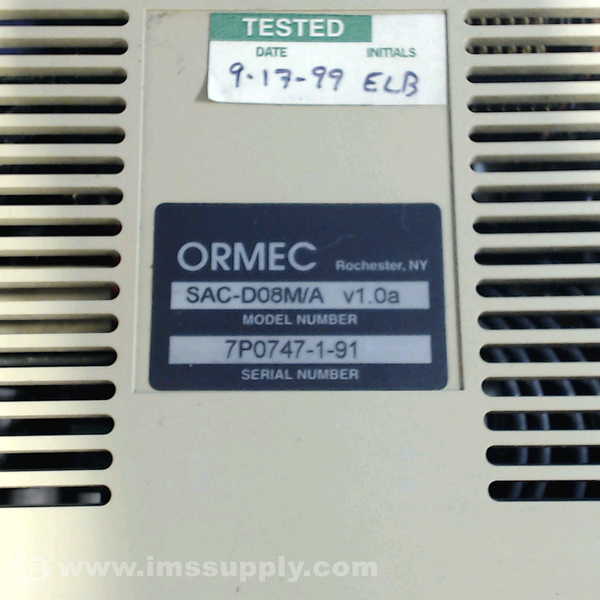 TESTED
DATE INITIALS
9-17-99 ELB
ORMEC Rochester, NY
SAC-D08M/A v1.0a
MODEL NUMBER
7P0747-1-91
SERIAL NUMBER
www.imssupply.com